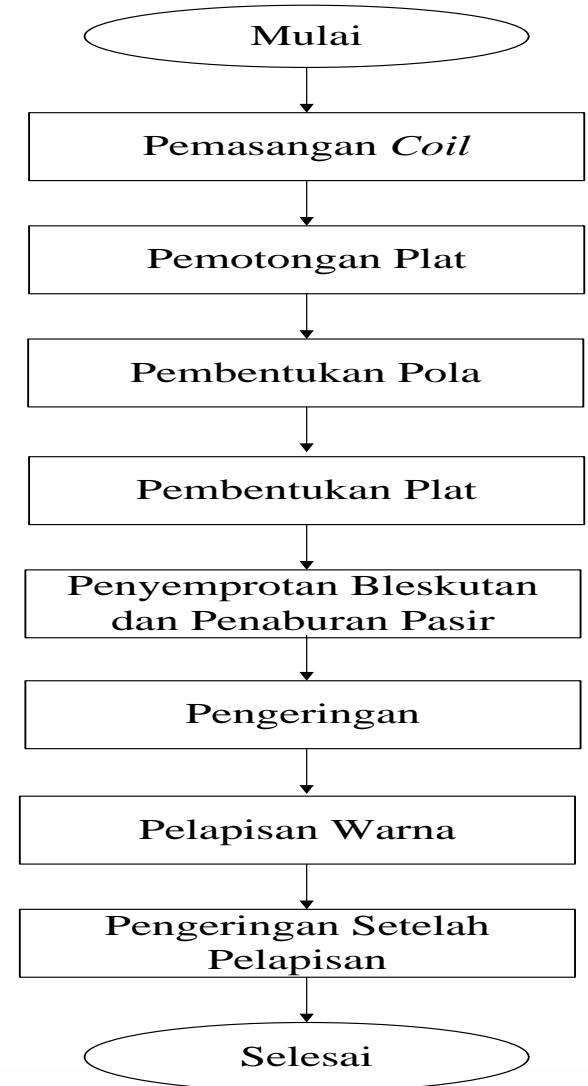 Mulai
Pemasangan Coil
Pemotongan Plat
Pembentukan Pola
Pembentukan Plat
Penyemprotan Bleskutan
dan Penaburan Pasir
Pengeringan
Pelapisan Warna
Pengeringan Setelah
Pelapisan
Selesai